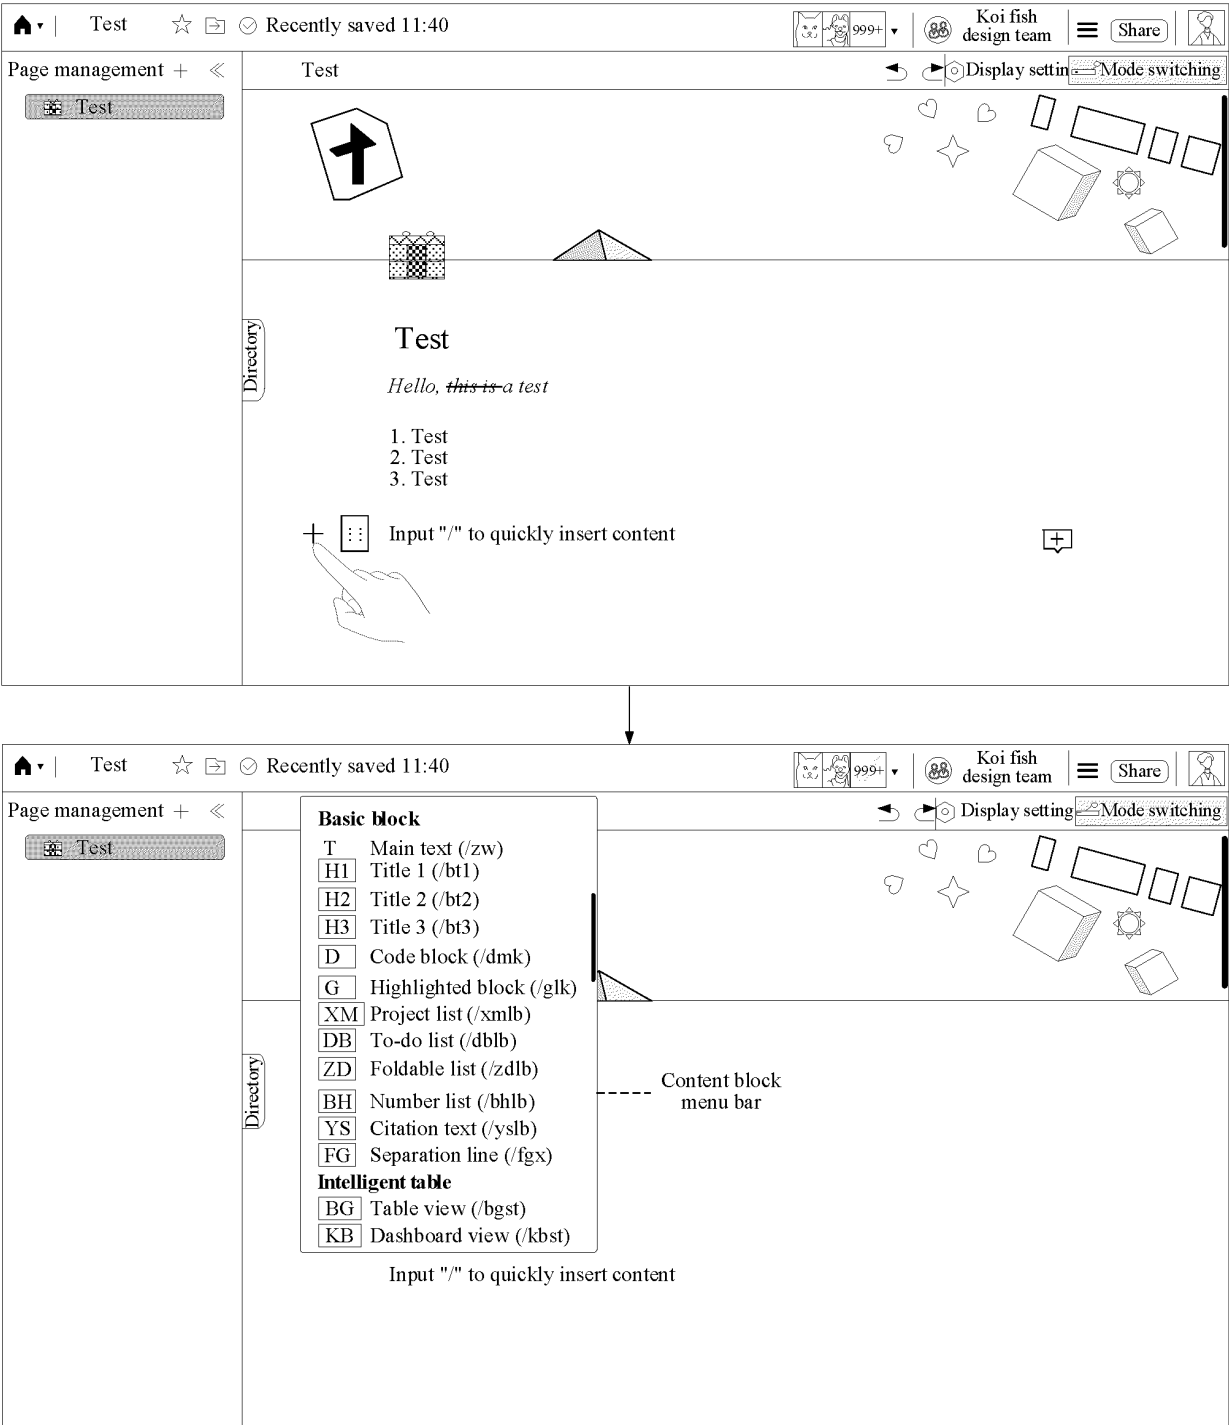 Test
Recently saved 11:40
999+
Koi fish
design team
Share
Page management
Test
Display settin
Mode switching
Test
Directory
Test
Hello, this is a test
1. Test
2. Test
3. Test
Input "/" to quickly insert content
Test
Recently saved 11:40
999+
Koi fish
design team
Share
Page management
Display setting
Mode switching
Test
Basic block
T Main text (/zw)
H1 Title 1 (/bt1)
H2 Title 2 (/bt2)
H3 Title 3 (/bt3)
D Code block (/dmk)
G Highlighted block (/glk)
XM Project list (/xmlb)
DB To-do list (/dblb)
ZD Foldable list (/zdlb)
BH Number list (/bhlb)
YS Citation text (/yslb)
FG Separation line (/fgx)
Intelligent table
BG Table view (/bgst)
KB Dashboard view (/kbst)
Directory
Content block
menu bar
Input "/" to quickly insert content